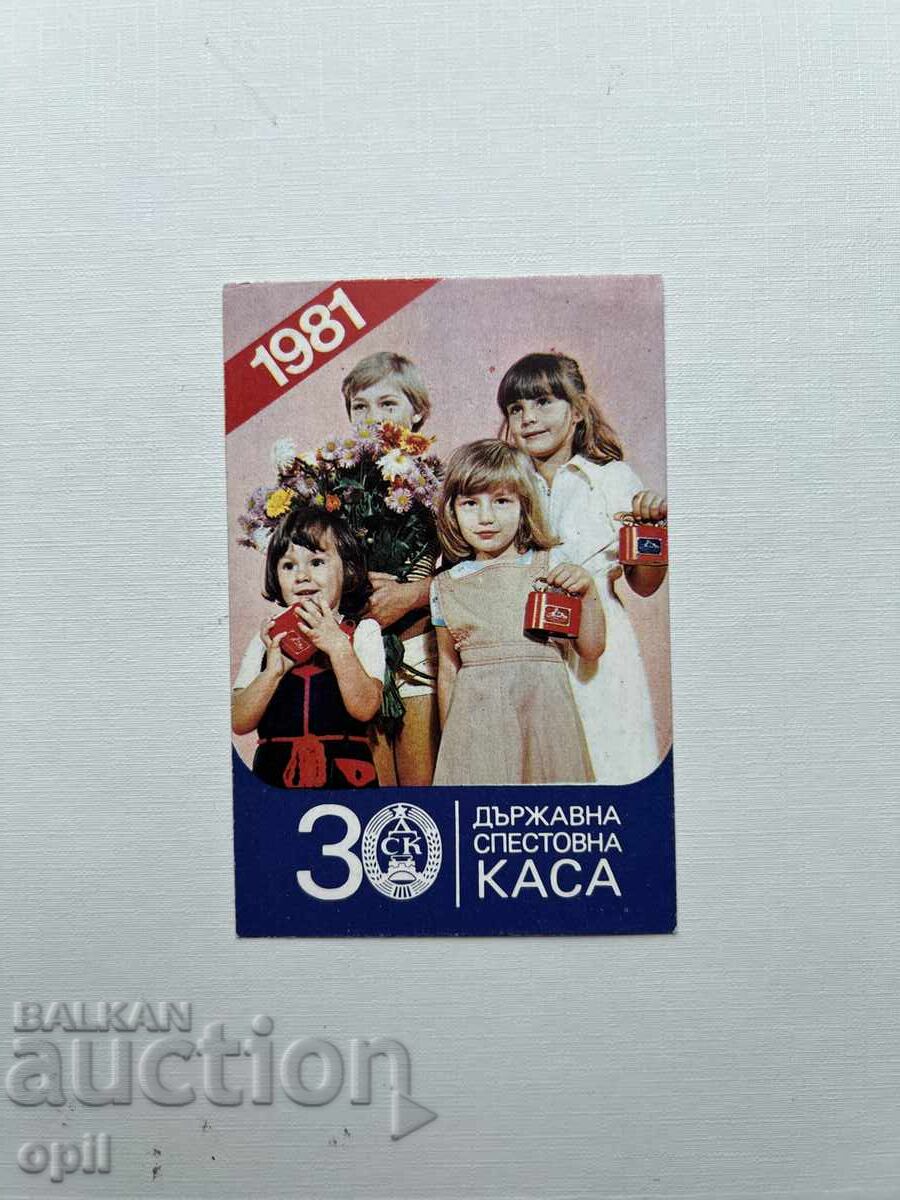 1981
30
ДСК
ДЪРЖАВНА
СПЕСТОВНА
КАСА
BALKAN
auction
opil